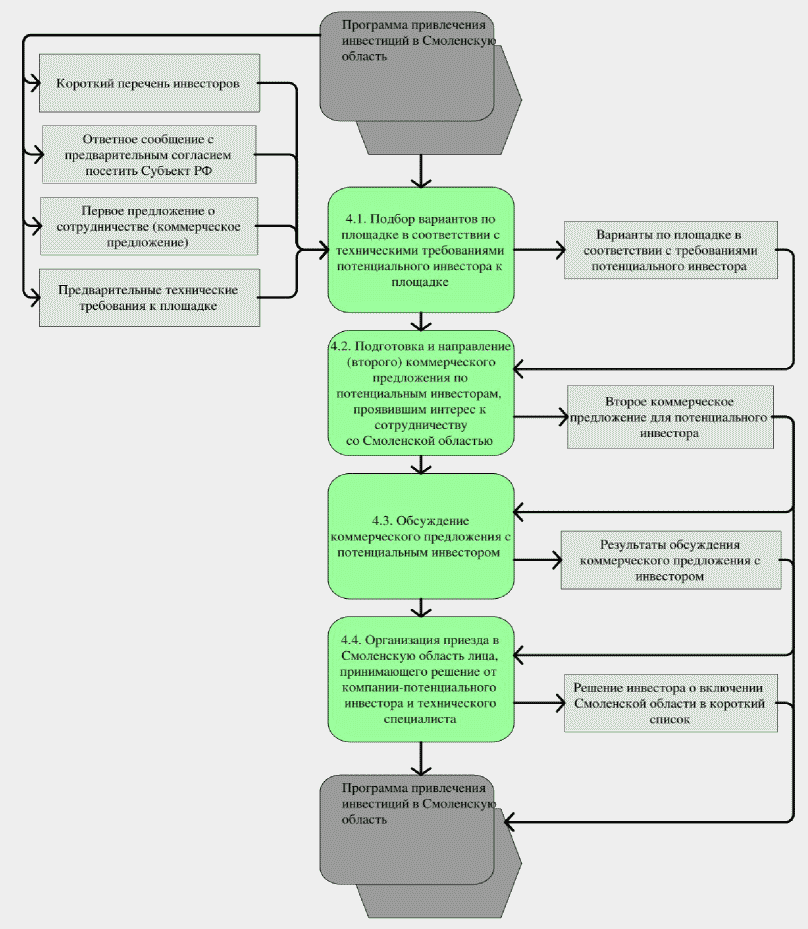 Программа привлечения
инвестиций в Смоленскую
область
Короткий перечень инвесторов
Ответное сообщение с
предварительным согласием
посетить Субъект РФ
Первое предложение о
сотрудничестве (коммерческое
предложение)
Предварительные технические
требования к площадке
4.1. Подбор вариантов по
площадке в соответствии с
техническими требованиями
потенциального инвестора к
площадке
Варианты по площадке в
соответствии с требованиями
потенциального инвестора
4.2. Подготовка и направление
(второго) коммерческого
предложения по
потенциальным инвесторам,
проявившим интерес к
сотрудничеству
со Смоленской областью
Второе коммерческое
предложение для потенциального
инвестора
4.3. Обсуждение
коммерческого предложения с
потенциальным инвестором
Результаты обсуждения
коммерческого предложения с
инвестором
4.4. Организация приезда в
Смоленскую область лица,
принимающего решение от
компании-потенциального
инвестора и технического
специалиста
Решение инвестора о включении
Смоленской области в короткий
список
Программа привлечения
инвестиций в Смоленскую
область